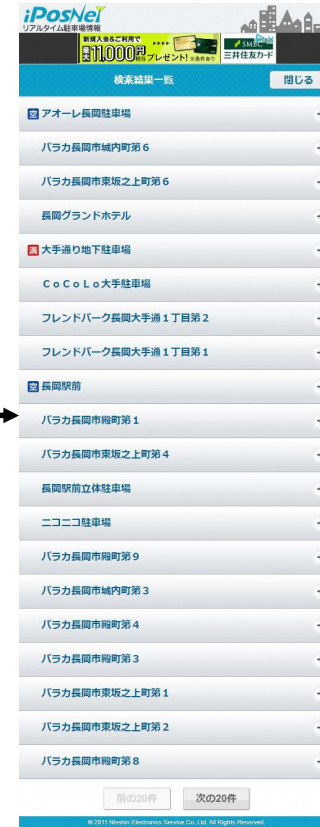 iPosNet
リアルタイム駐車場情報
新規入会&ご利用で
最大11,000円相当プレゼント!
※条件あり
SMBC
三井住友カード
検索結果一覧
閉じる
空 アオーレ長岡駐車場
パラカ長岡市城内町第6
パラカ長岡市東坂之上町第6
長岡グランドホテル
満 大手通り地下駐車場
CoCoLo大手駐車場
フレンドパーク長岡大手通1丁目第2
フレンドパーク長岡大手通1丁目第1
空 長岡駅前
パラカ長岡市殿町第1
パラカ長岡市東坂之上町第4
長岡駅前立体駐車場
ニコニコ駐車場
パラカ長岡市殿町第9
パラカ長岡市城内町第3
パラカ長岡市殿町第4
パラカ長岡市殿町第3
パラカ長岡市東坂之上町第1
パラカ長岡市東坂之上町第2
パラカ長岡市殿町第8
前の20件
次の20件
© 2011 Nissin Electronics Service Co.,Ltd. All Rights Reserved.